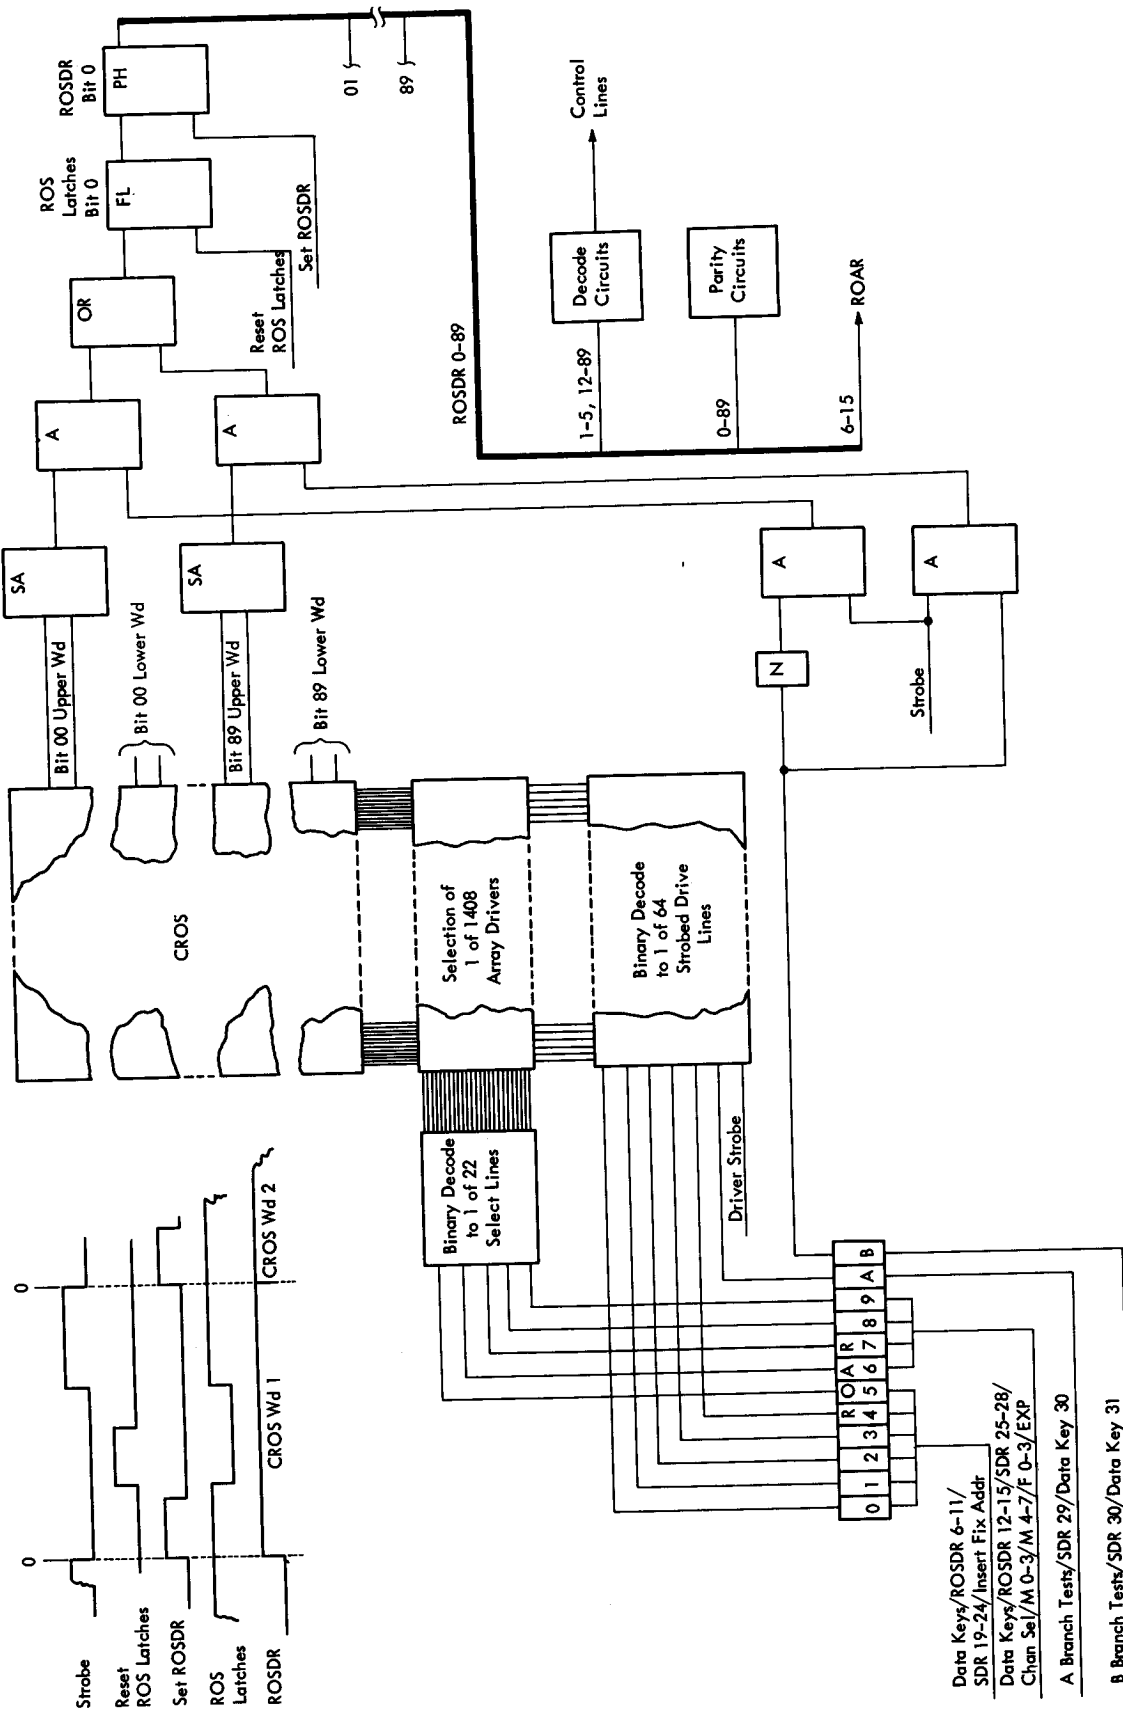 Strobe
Reset
ROS Latches
Set ROSDR
ROS
Latches
ROSDR
0
0
CROS Wd 1
CROS Wd 2
CROS
Bit 00 Upper Wd
Bit 00 Lower Wd
Bit 89 Upper Wd
Bit 89 Lower Wd
SA
SA
A
A
OR
ROS
Latches
Bit 0
FL
ROSDR
Bit 0
PH
Reset
ROS Latches
Set ROSDR
01
89
ROSDR 0-89
1-5, 12-89
Decode
Circuits
Control
Lines
0-89
Parity
Circuits
6-15
ROAR
Binary Decode
to 1 of 22
Select Lines
Selection of
1 of 1408
Array Drivers
Binary Decode
to 1 of 64
Strobed Drive
Lines
Driver Strobe
N
A
A
Strobe
R O A R
0 1 2 3 4 5 6 7 8 9 A B
Data Keys/ROSDR 6-11/
SDR 19-24/Insert Fix Addr
Data Keys/ROSDR 12-15/SDR 25-28/
Chan Sel/M 0-3/M 4-7/F 0-3/EXP
A Branch Tests/SDR 29/Data Key 30
B Branch Tests/SDR 30/Data Key 31